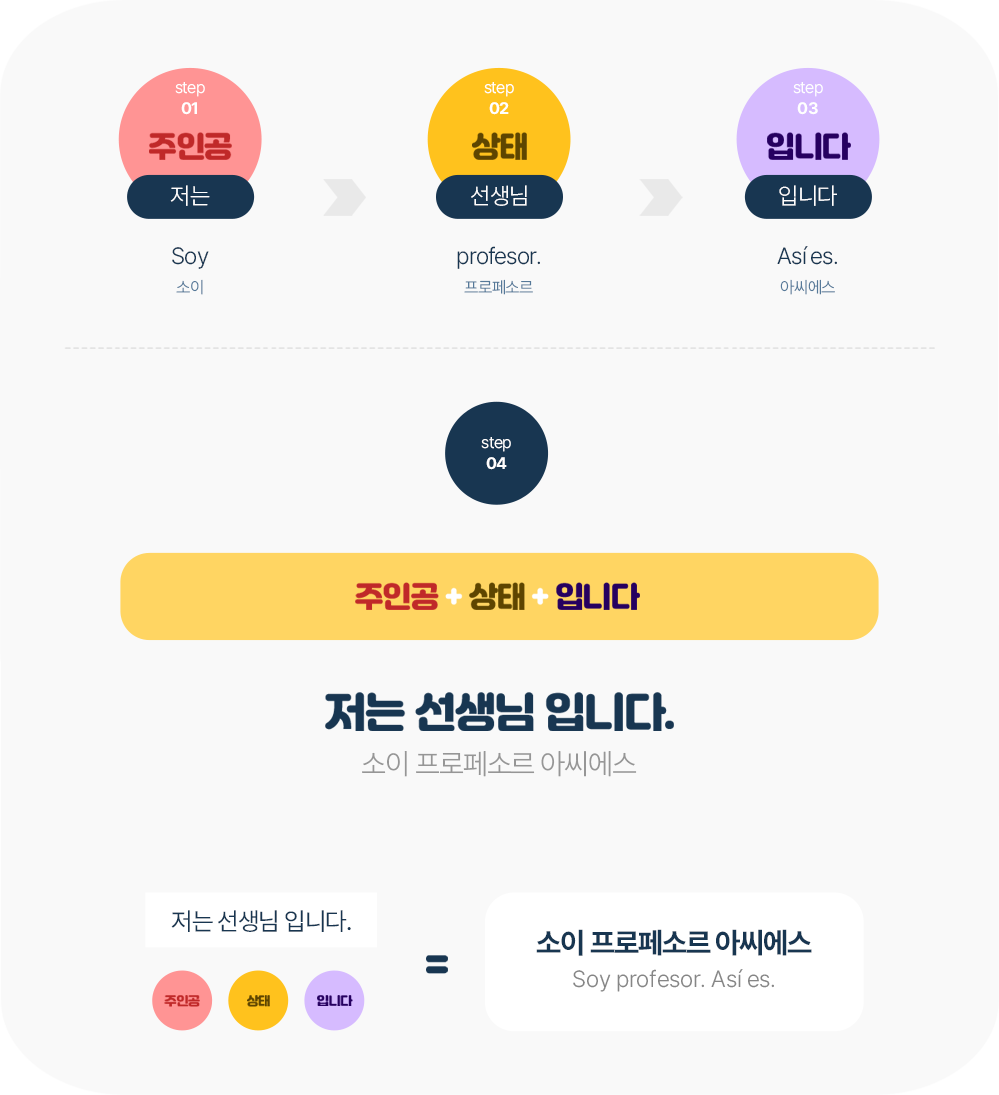 step
01
주인공
저는
Soy
소이
step
02
상태
선생님
profesor.
프로페소르
step
03
입니다
입니다
Así es.
아씨에스
step
04
주인공 + 상태 + 입니다
저는 선생님 입니다.
소이 프로페소르 아씨에스
저는 선생님 입니다.
주인공 상태 입니다
=
소이 프로페소르 아씨에스
Soy profesor. Así es.